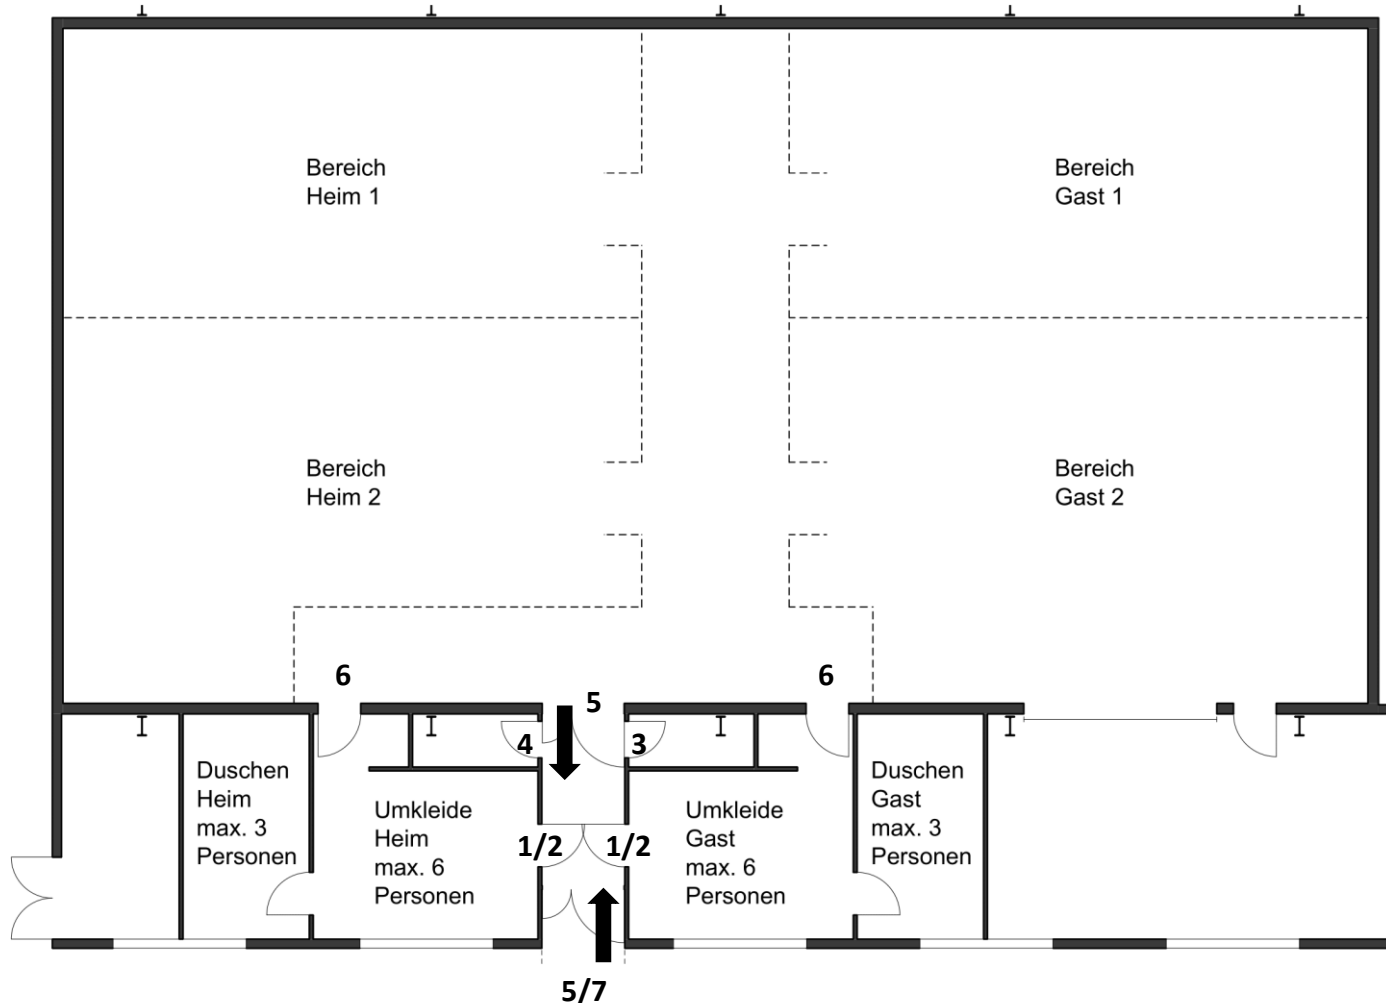 Bereich
Heim 1
Bereich
Gast 1
Bereich
Heim 2
Bereich
Gast 2
6
5
6
4
3
Duschen
Heim
max. 3
Personen
Umkleide
Heim
max. 6
Personen
1/2
1/2
Umkleide
Gast
max. 6
Personen
Duschen
Gast
max. 3
Personen
5/7